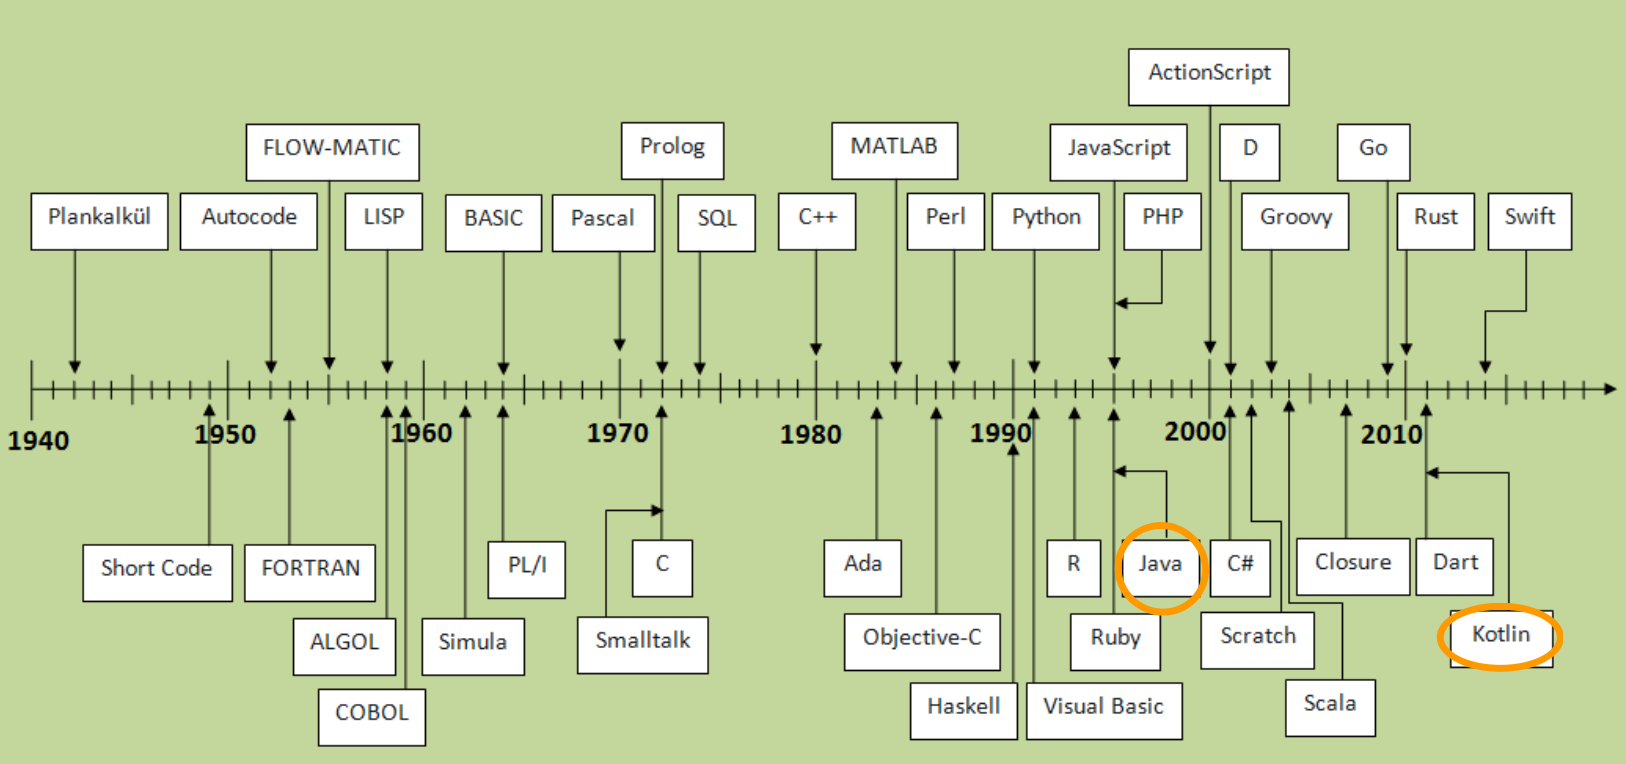 ActionScript
FLOW-MATIC
Prolog
MATLAB
JavaScript
D
Go
Plankalkül
Autocode
LISP
BASIC
Pascal
SQL
C++
Perl
Python
PHP
Groovy
Rust
Swift
1940
1950
1960
1970
1980
1990
2000
2010
Short Code
FORTRAN
PL/I
C
Ada
R
Java
C#
Closure
Dart
ALGOL
Simula
Smalltalk
Objective-C
Ruby
Scratch
Kotlin
COBOL
Haskell
Visual Basic
Scala